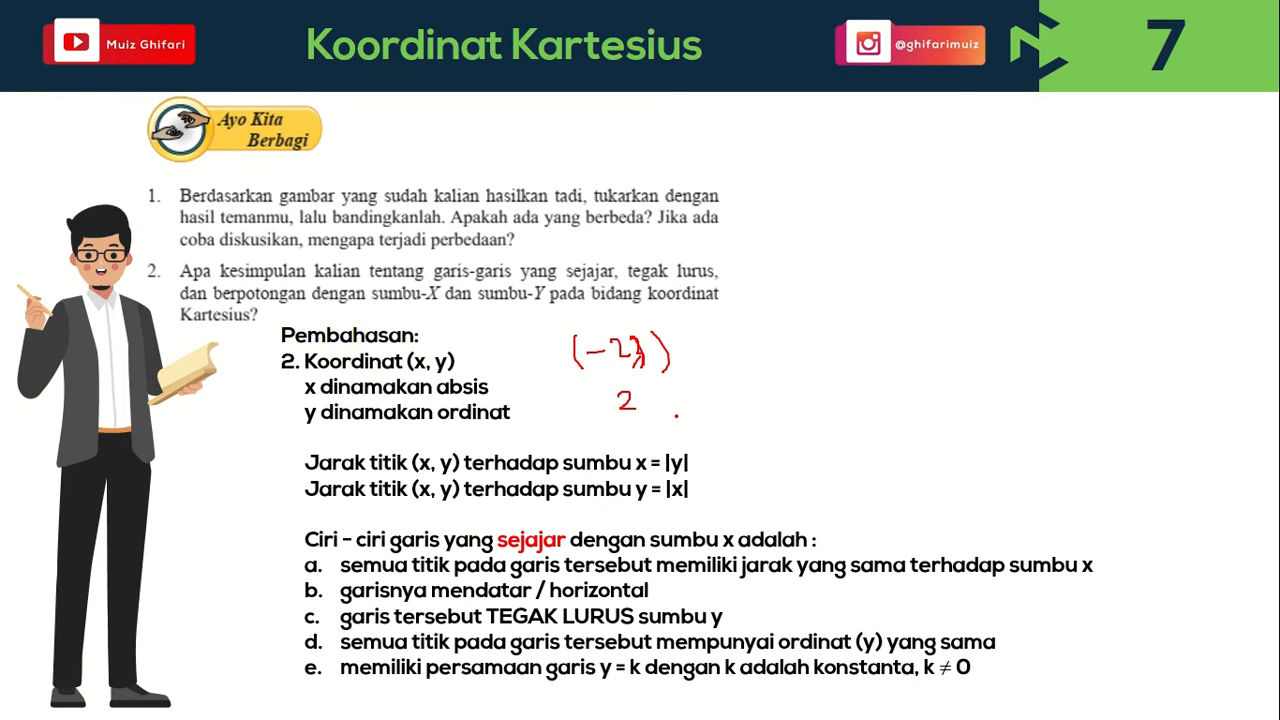 Muiz Ghifari
Koordinat Kartesius
@ghifarimuiz
7
Ayo Kita
Berbagi
1. Berdasarkan gambar yang sudah kalian hasilkan tadi, tukarkan dengan
hasil temanmu, lalu bandingkanlah. Apakah ada yang berbeda? Jika ada
coba diskusikan, mengapa terjadi perbedaan?
2. Apa kesimpulan kalian tentang garis-garis yang sejajar, tegak lurus,
dan berpotongan dengan sumbu-X dan sumbu-Y pada bidang koordinat
Kartesius?
Pembahasan:
2. Koordinat (x, y)
x dinamakan absis
y dinamakan ordinat
2
Jarak titik (x, y) terhadap sumbu x = |y|
Jarak titik (x, y) terhadap sumbu y = |x|
Ciri - ciri garis yang sejajar dengan sumbu x adalah :
a. semua titik pada garis tersebut memiliki jarak yang sama terhadap sumbu x
b. garisnya mendatar / horizontal
c. garis tersebut TEGAK LURUS sumbu y
d. semua titik pada garis tersebut mempunyai ordinat (y) yang sama
e. memiliki persamaan garis y = k dengan k adalah konstanta, k ≠ 0